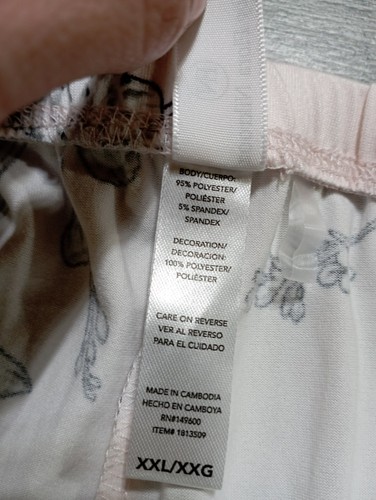 BODY/CUERPO:
95% POLYESTER/
POLIÉSTER
5% SPANDEX/
SPANDEX
DECORATION/
DECORACIÓN:
100% POLYESTER/
POLIÉSTER
CARE ON REVERSE
VER AL REVERSO
PARA EL CUIDADO
MADE IN CAMBODIA
HECHO EN CAMBOYA
RN#149600
ITEM# 1813509
XXL/XXG